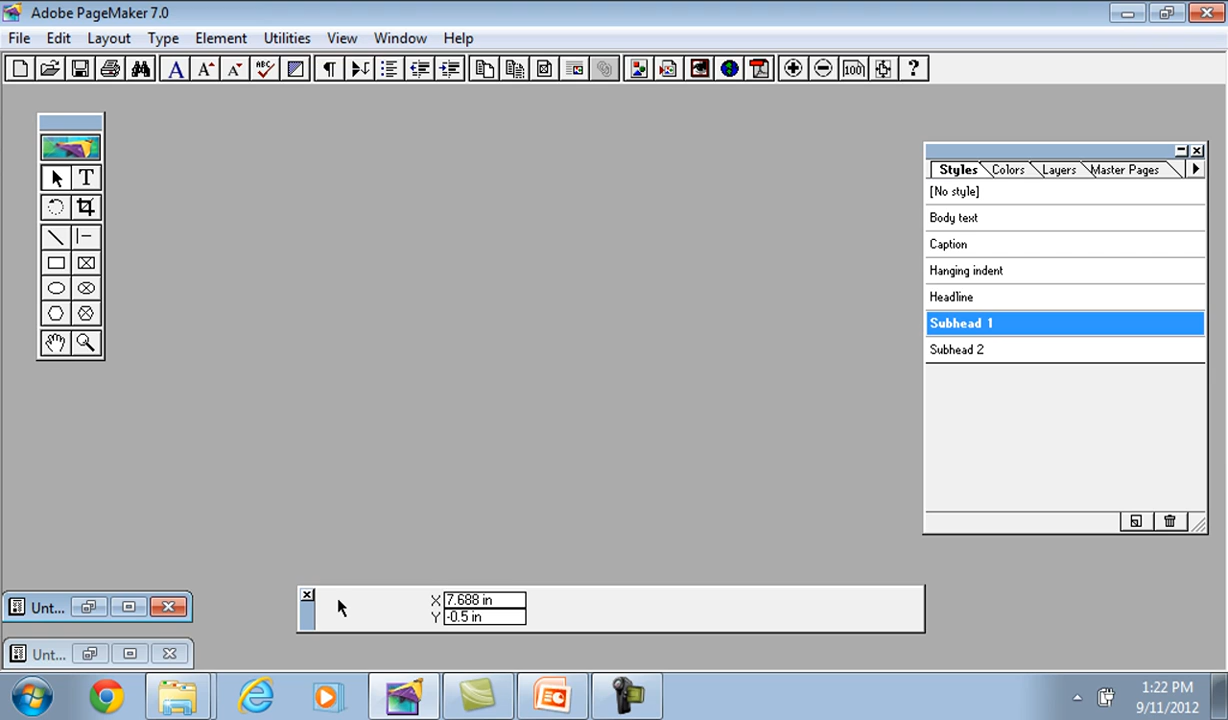 Adobe PageMaker 7.0
File Edit Layout Type Element Utilities View Window Help
A A A ABC ¶ 100 ?
T
Styles Colors Layers Master Pages
[No style]
Body text
Caption
Hanging indent
Headline
Subhead 1
Subhead 2
X 7.688 in
Y -0.5 in
Unt...
Unt...
1:22 PM
9/11/2012